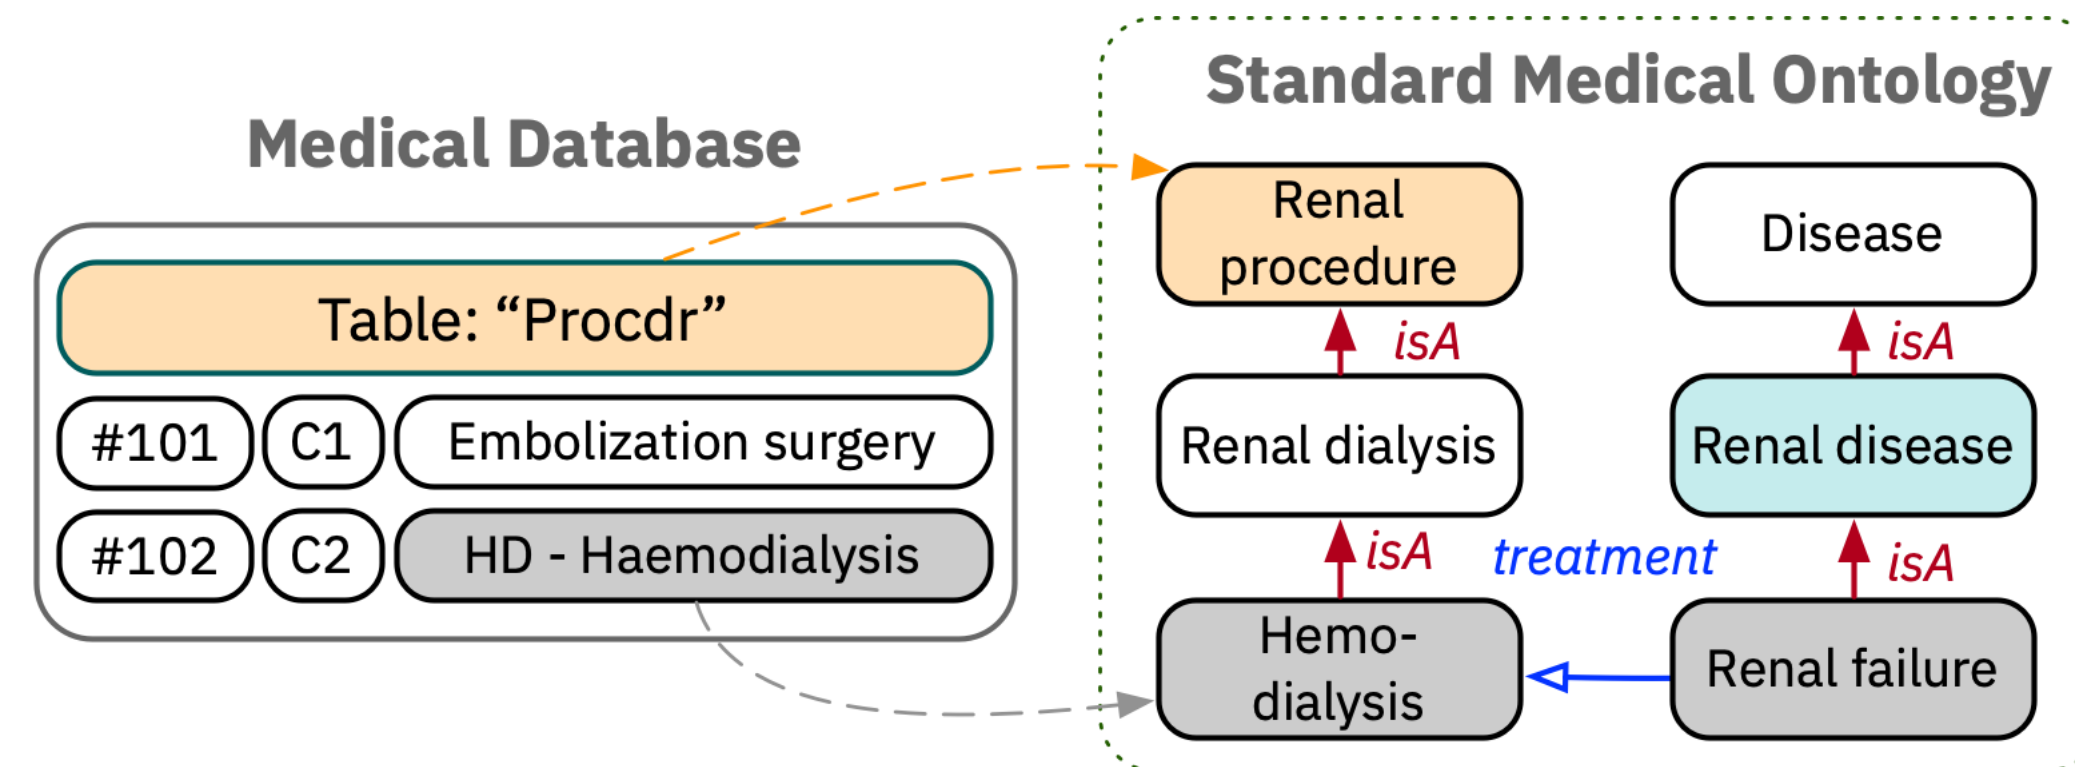 Standard Medical Ontology
Medical Database
Table: “Procdr”
#101 C1 Embolization surgery
#102 C2 HD - Haemodialysis
Renal
procedure
Disease
isA
isA
Renal dialysis
Renal disease
isA
treatment
isA
Hemo-
dialysis
Renal failure